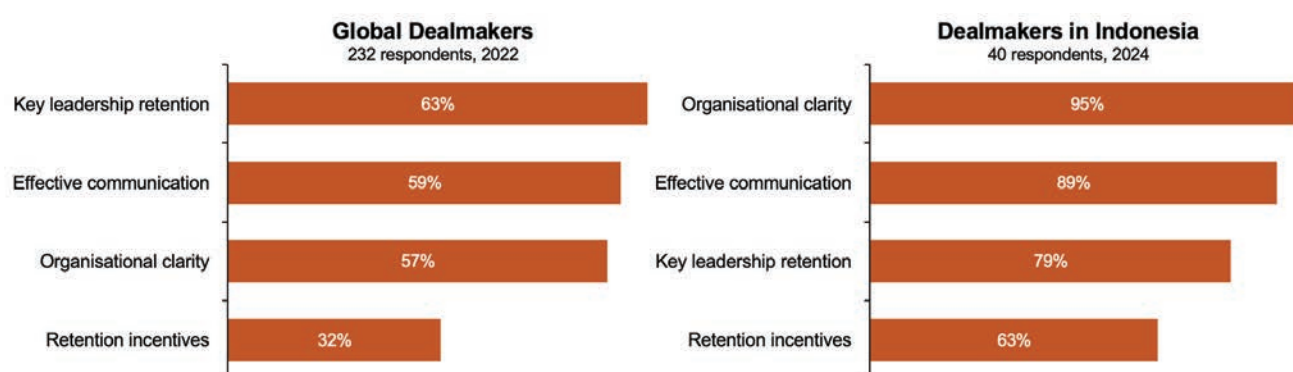 Global Dealmakers
232 respondents, 2022
Key leadership retention 63%
Effective communication 59%
Organisational clarity 57%
Retention incentives 32%
Dealmakers in Indonesia
40 respondents, 2024
Organisational clarity 95%
Effective communication 89%
Key leadership retention 79%
Retention incentives 63%